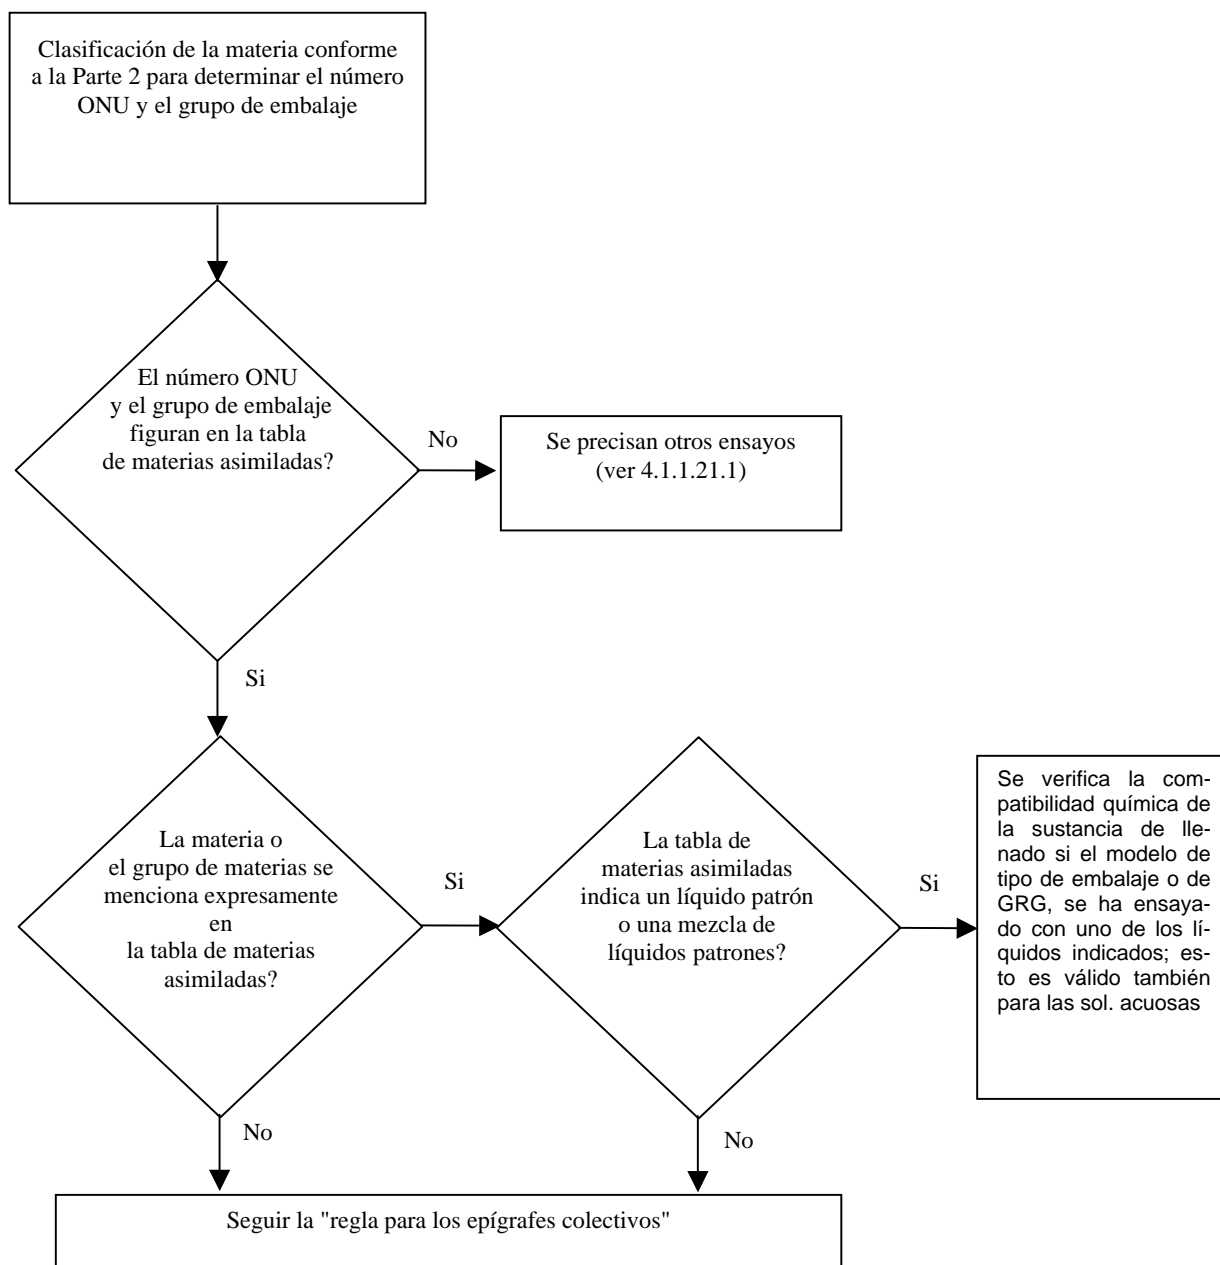 Clasificación de la materia conforme
a la Parte 2 para determinar el número
ONU y el grupo de embalaje
El número ONU
y el grupo de embalaje
figuran en la tabla
de materias asimiladas?
No
Se precisan otros ensayos
(ver 4.1.1.21.1)
Si
La materia o
el grupo de materias se
menciona expresamente
en
la tabla de materias
asimiladas?
Si
La tabla de
materias asimiladas
indica un líquido patrón
o una mezcla de
líquidos patrones?
Si
Se verifica la com-
patibilidad química de
la sustancia de lle-
nado si el modelo de
tipo de embalaje o de
GRG, se ha ensaya-
do con uno de los lí-
quidos indicados; es-
to es válido también
para las sol. acuosas
No
No
Seguir la "regla para los epígrafes colectivos"